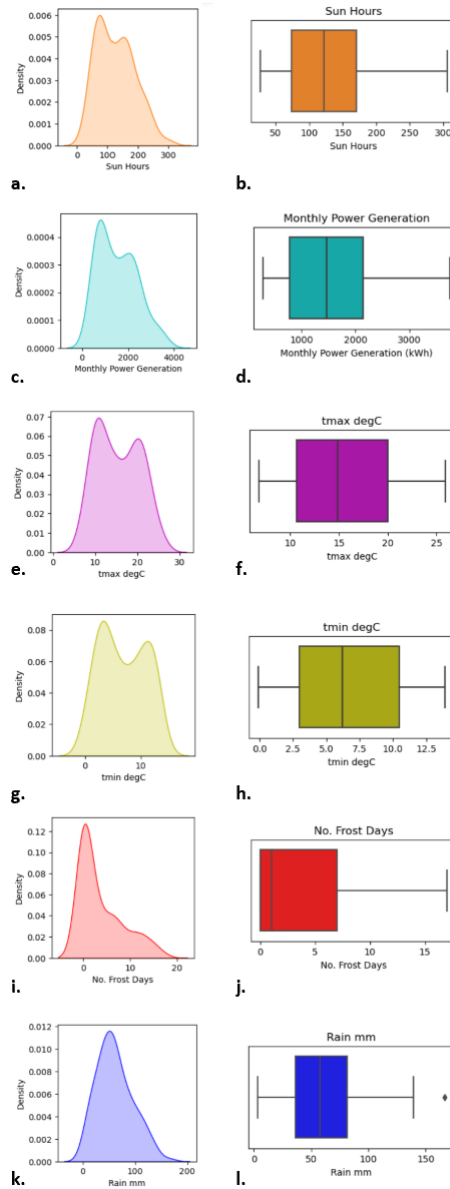 Sun Hours
0.006
0.005
0.004
0.003
0.002
0.001
0.000
Density
0 100 200 300
Sun Hours
50 100 150 200 250 300
Sun Hours
a. b.
Monthly Power Generation
0.0004
0.0003
0.0002
0.0001
0.0000
Density
0 2000 4000
Monthly Power Generation
1000 2000 3000
Monthly Power Generation (kWh)
c. d.
tmax degC
0.07
0.06
0.05
0.04
0.03
0.02
0.01
0.00
Density
0 10 20 30
tmax degC
10 15 20 25
tmax degC
e. f.
tmin degC
0.08
0.06
0.04
0.02
0.00
Density
0 10
tmin degC
0.0 2.5 5.0 7.5 10.0 12.5
tmin degC
g. h.
No. Frost Days
0.12
0.10
0.08
0.06
0.04
0.02
0.00
Density
0 10 20
No. Frost Days
0 5 10 15
No. Frost Days
i. j.
Rain mm
0.012
0.010
0.008
0.006
0.004
0.002
0.000
Density
0 100 200
Rain mm
0 50 100 150
Rain mm
k. l.